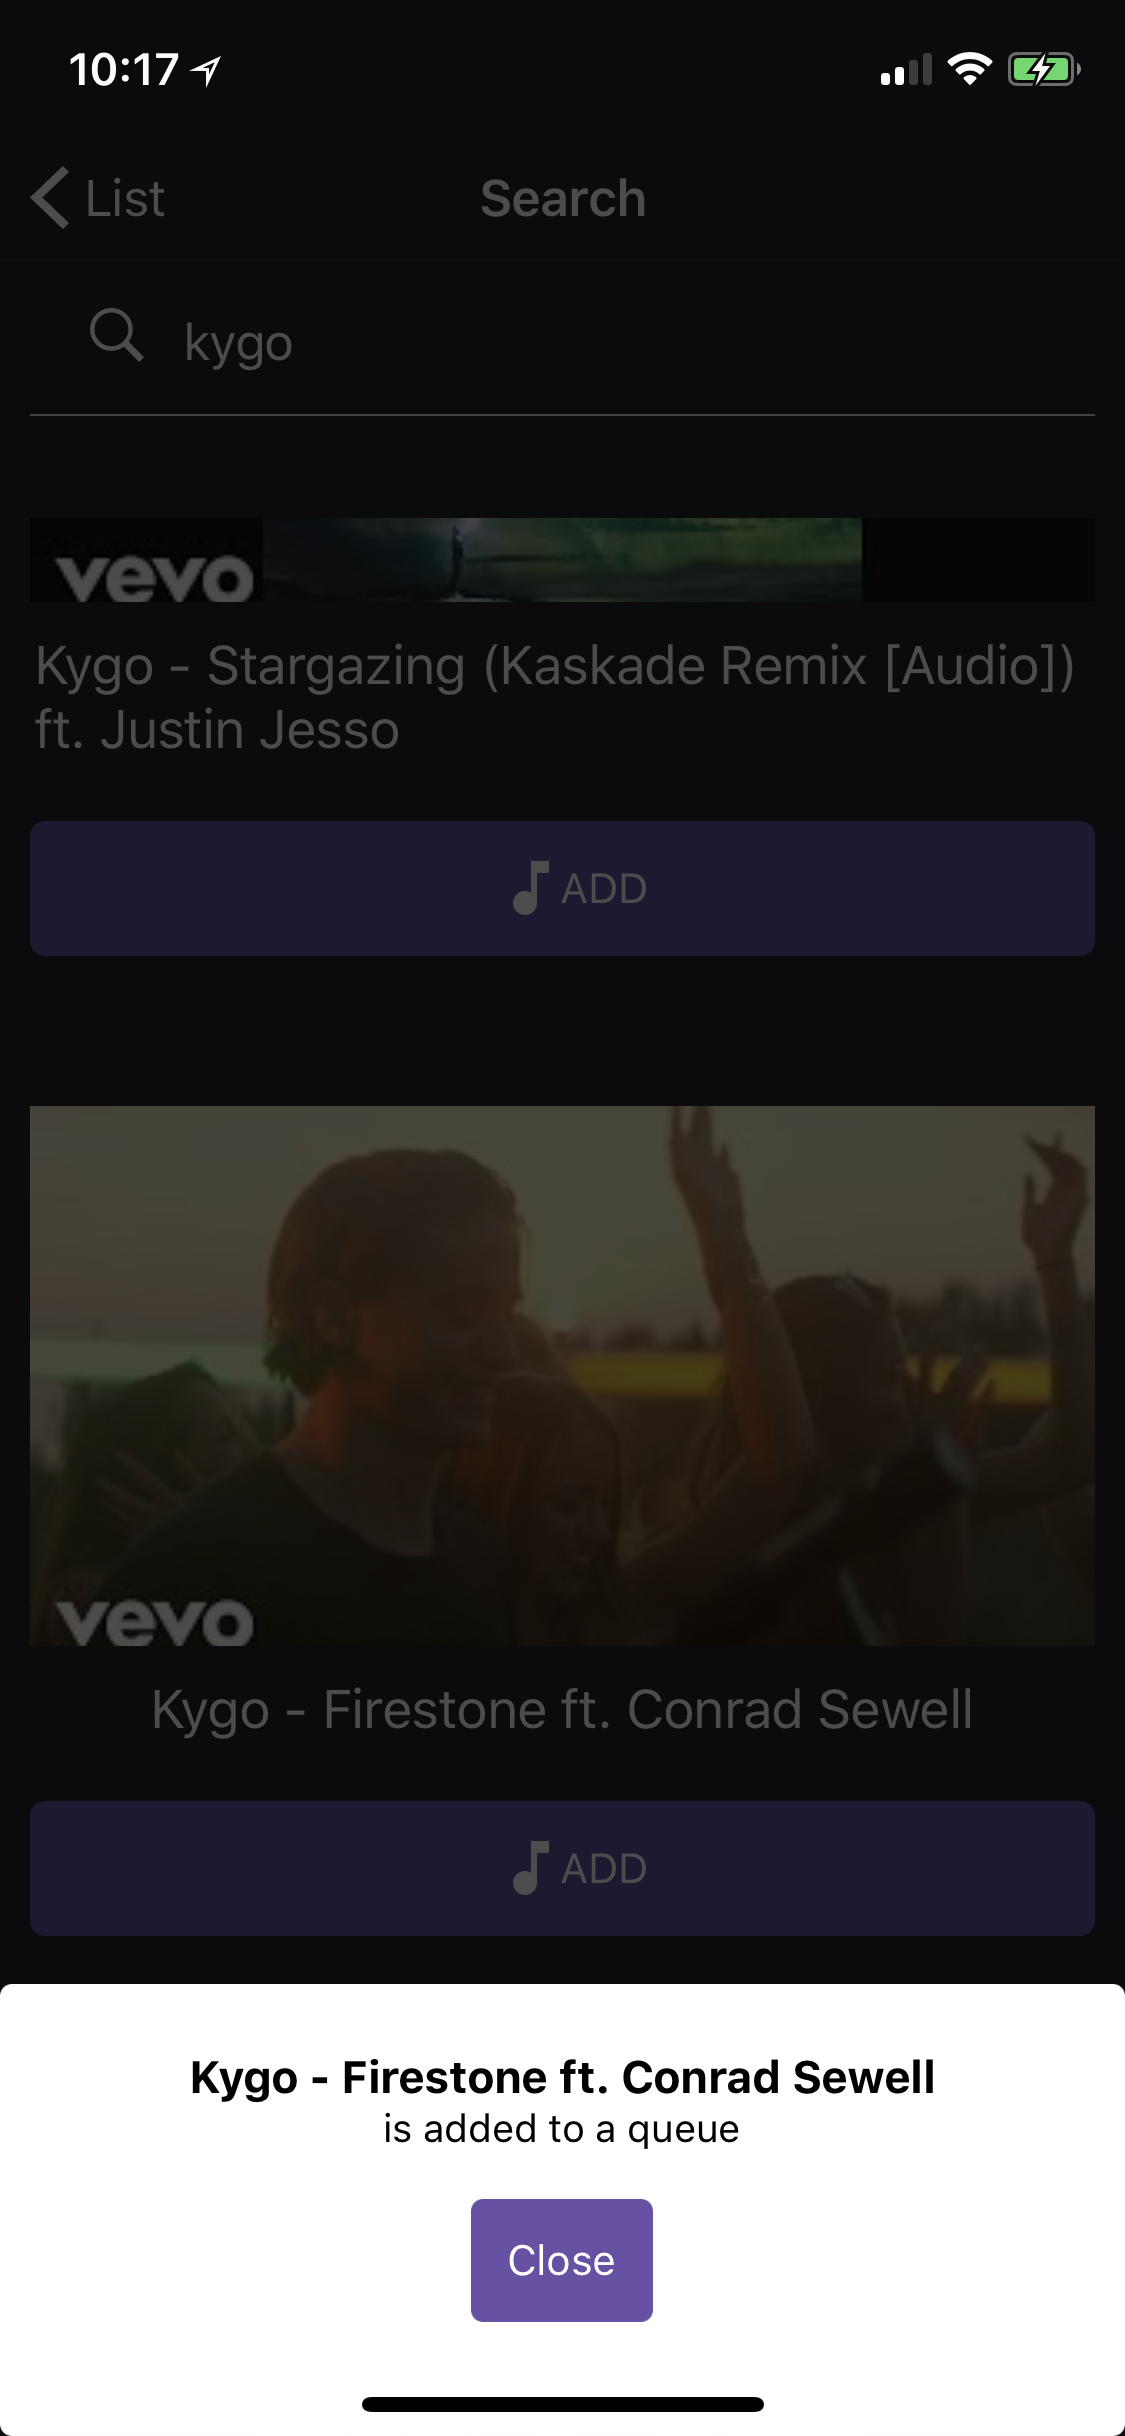 10:17
List
Search
kygo
vevo
Kygo - Stargazing (Kaskade Remix [Audio])
ft. Justin Jesso
ADD
vevo
Kygo - Firestone ft. Conrad Sewell
ADD
Kygo - Firestone ft. Conrad Sewell
is added to a queue
Close